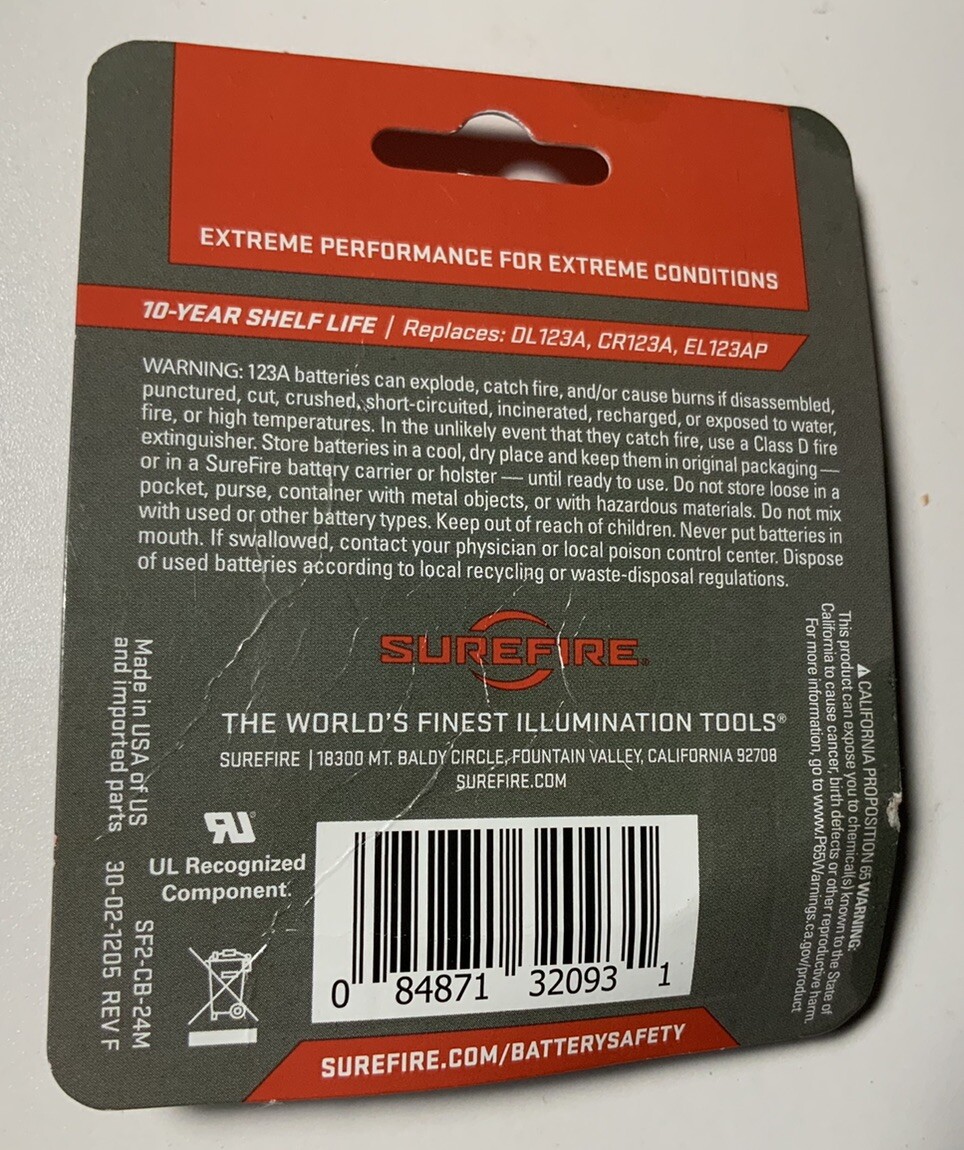 EXTREME PERFORMANCE FOR EXTREME CONDITIONS
10-YEAR SHELF LIFE | Replaces: DL123A, CR123A, EL123AP
WARNING: 123A batteries can explode, catch fire, and/or cause burns if disassembled,
punctured, cut, crushed, short-circuited, incinerated, recharged, or exposed to water,
fire, or high temperatures. In the unlikely event that they catch fire, use a Class D fire
extinguisher. Store batteries in a cool, dry place and keep them in original packaging —
or in a SureFire battery carrier or holster — until ready to use. Do not store loose in a
pocket, purse, container with metal objects, or with hazardous materials. Do not mix
with used or other battery types. Keep out of reach of children. Never put batteries in
mouth. If swallowed, contact your physician or local poison control center. Dispose
of used batteries according to local recycling or waste-disposal regulations.
SUREFIRE®
THE WORLD'S FINEST ILLUMINATION TOOLS®
SUREFIRE | 18300 MT. BALDY CIRCLE, FOUNTAIN VALLEY, CALIFORNIA 92708
SUREFIRE.COM
Made in USA of US
and imported parts
SF2-CB-24M
30-02-1205 REV F
UL Recognized
Component.
0 84871 32093 1
⚠ CALIFORNIA PROPOSITION 65 WARNING:
This product can expose you to chemical(s) known to the State of
California to cause cancer, birth defects or other reproductive harm.
For more information, go to www.P65Warnings.ca.gov/product
SUREFIRE.COM/BATTERYSAFETY